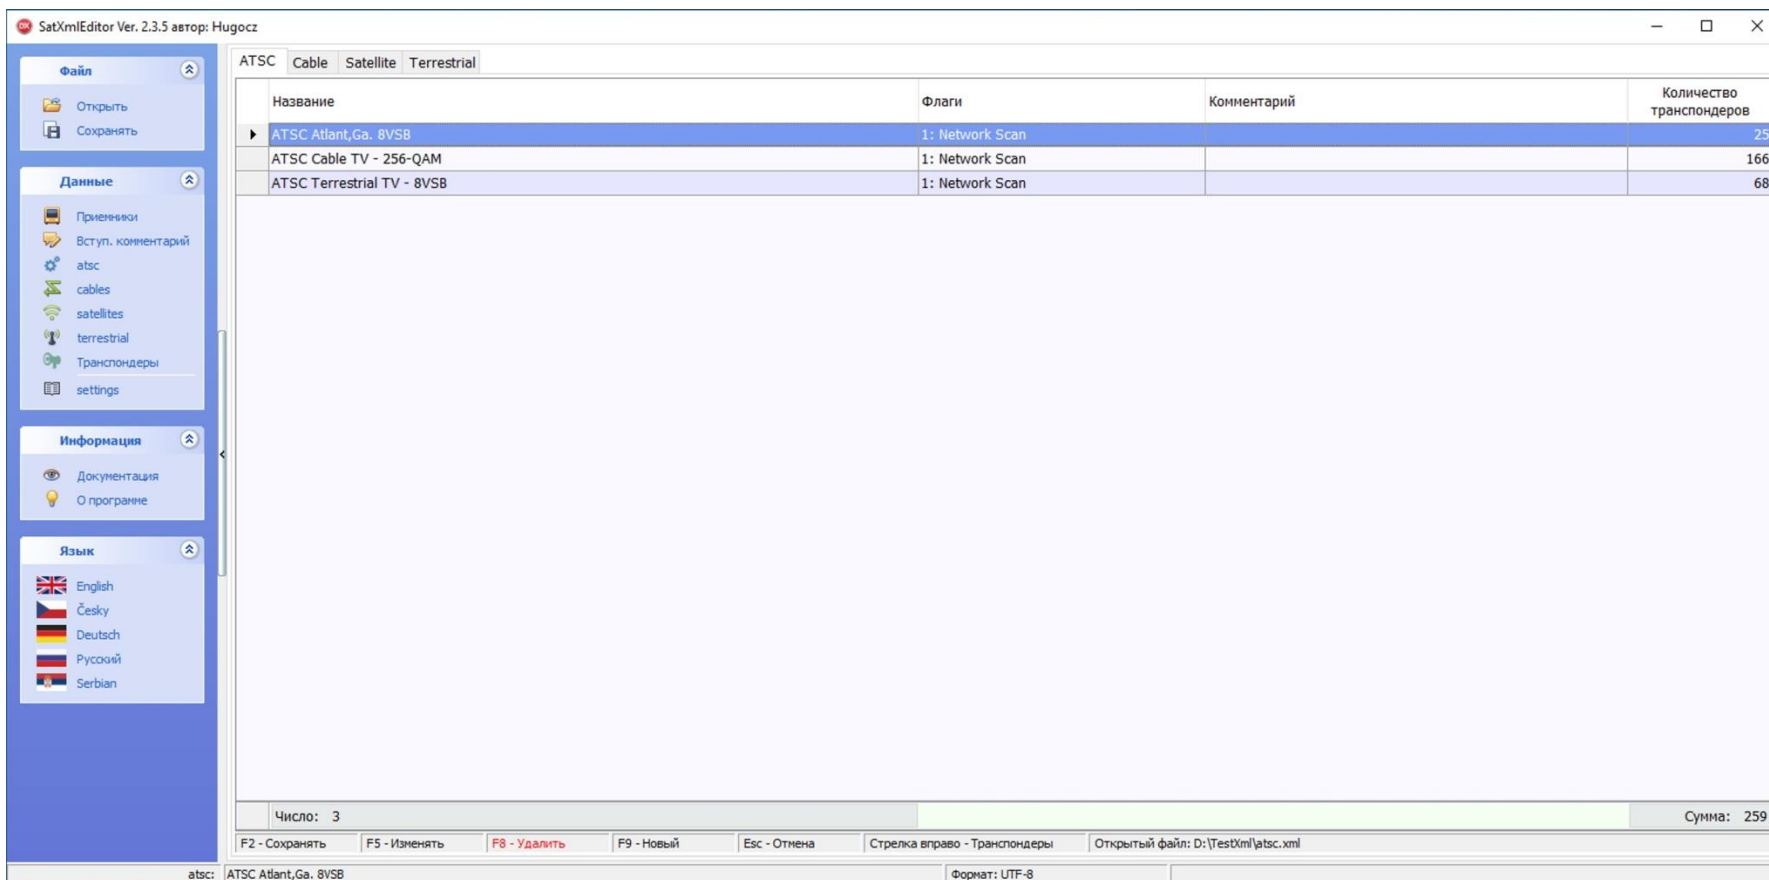 SatXmlEditor Ver. 2.3.5 автор: Hugocz
Файл
Открыть
Сохранять
Данные
Приемники
Вступ. комментарий
atsc
cables
satellites
terrestrial
Транспондеры
settings
Информация
Документация
О программе
Язык
English
Česky
Deutsch
Русский
Serbian
ATSC Cable Satellite Terrestrial
Название Флаги Комментарий Количество
транспондеров
ATSC Atlant,Ga. 8VSB 1: Network Scan 25
ATSC Cable TV - 256-QAM 1: Network Scan 166
ATSC Terrestrial TV - 8VSB 1: Network Scan 68
Число: 3 Сумма: 259
F2 - Сохранять F5 - Изменять F8 - Удалить F9 - Новый Esc - Отмена Стрелка вправо - Транспондеры Открытый файл: D:\TestXml\atsc.xml
atsc: ATSC Atlant,Ga. 8VSB Формат: UTF-8